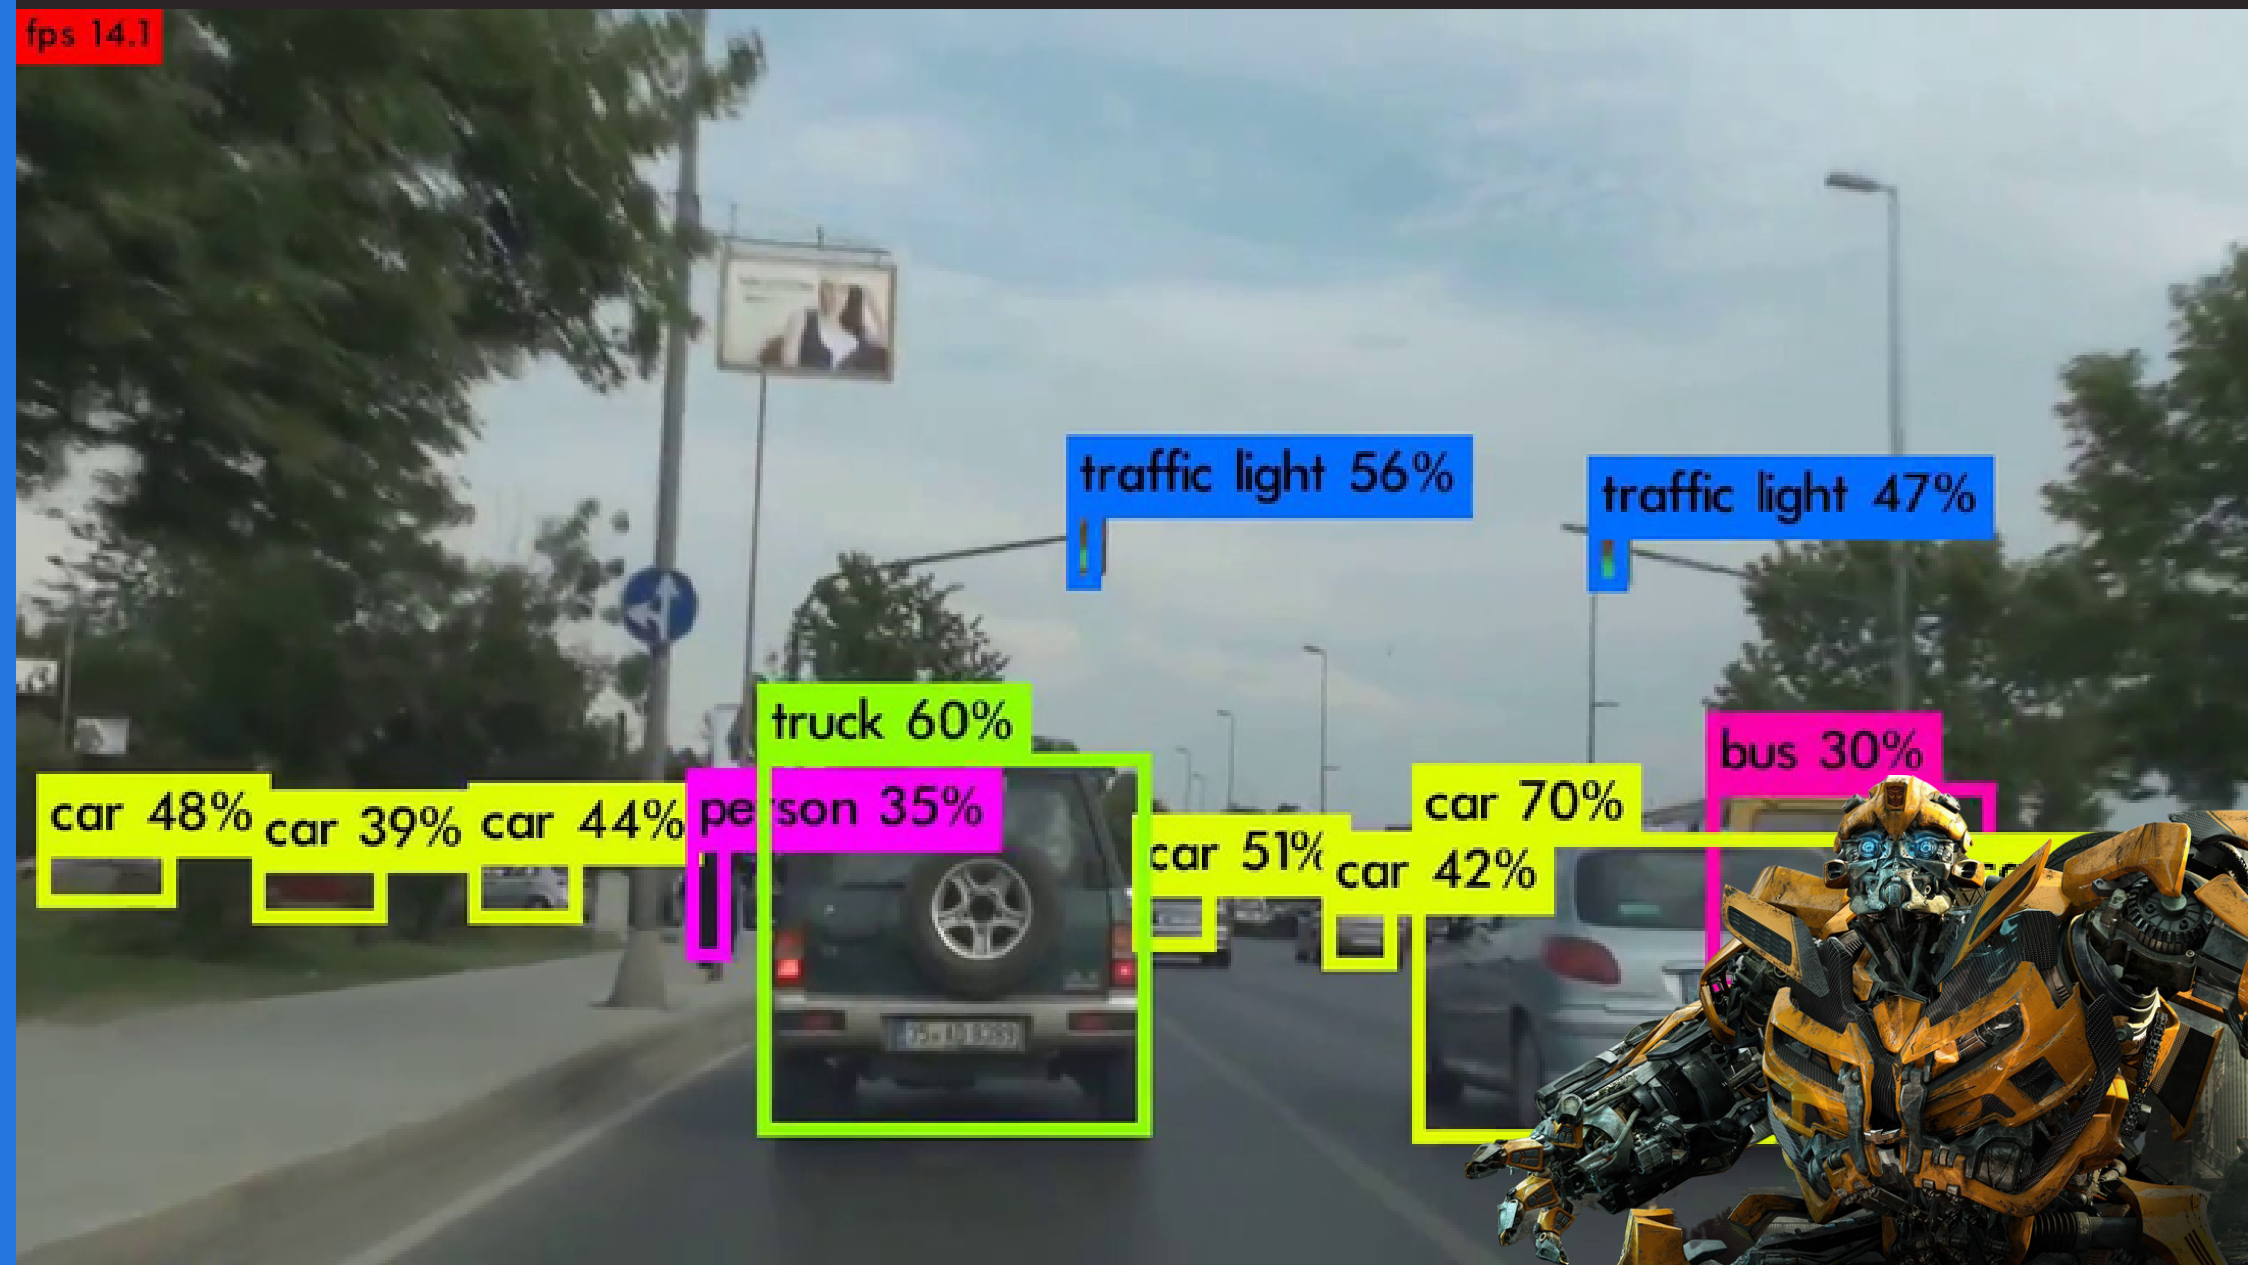 fps 14.1
traffic light 56%
traffic light 47%
truck 60%
bus 30%
car 48%
car 39%
car 44%
person 35%
car 51%
car 70%
car 42%